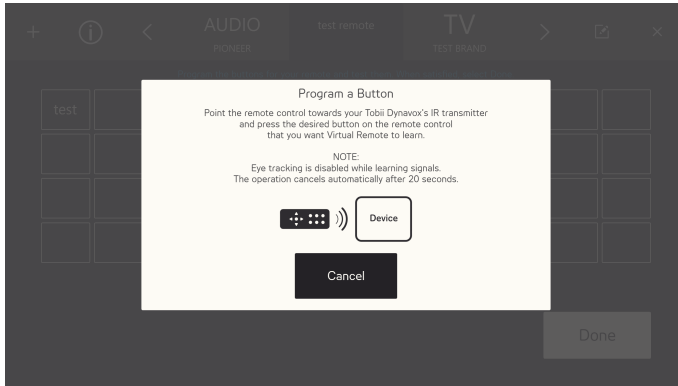 AUDIO
PIONEER
test remote
TV
TEST BRAND
test
Program a Button
Point the remote control towards your Tobii Dynavox's IR transmitter
and press the desired button on the remote control
that you want Virtual Remote to learn.
NOTE:
Eye tracking is disabled while learning signals.
The operation cancels automatically after 20 seconds.
Device
Cancel
Done